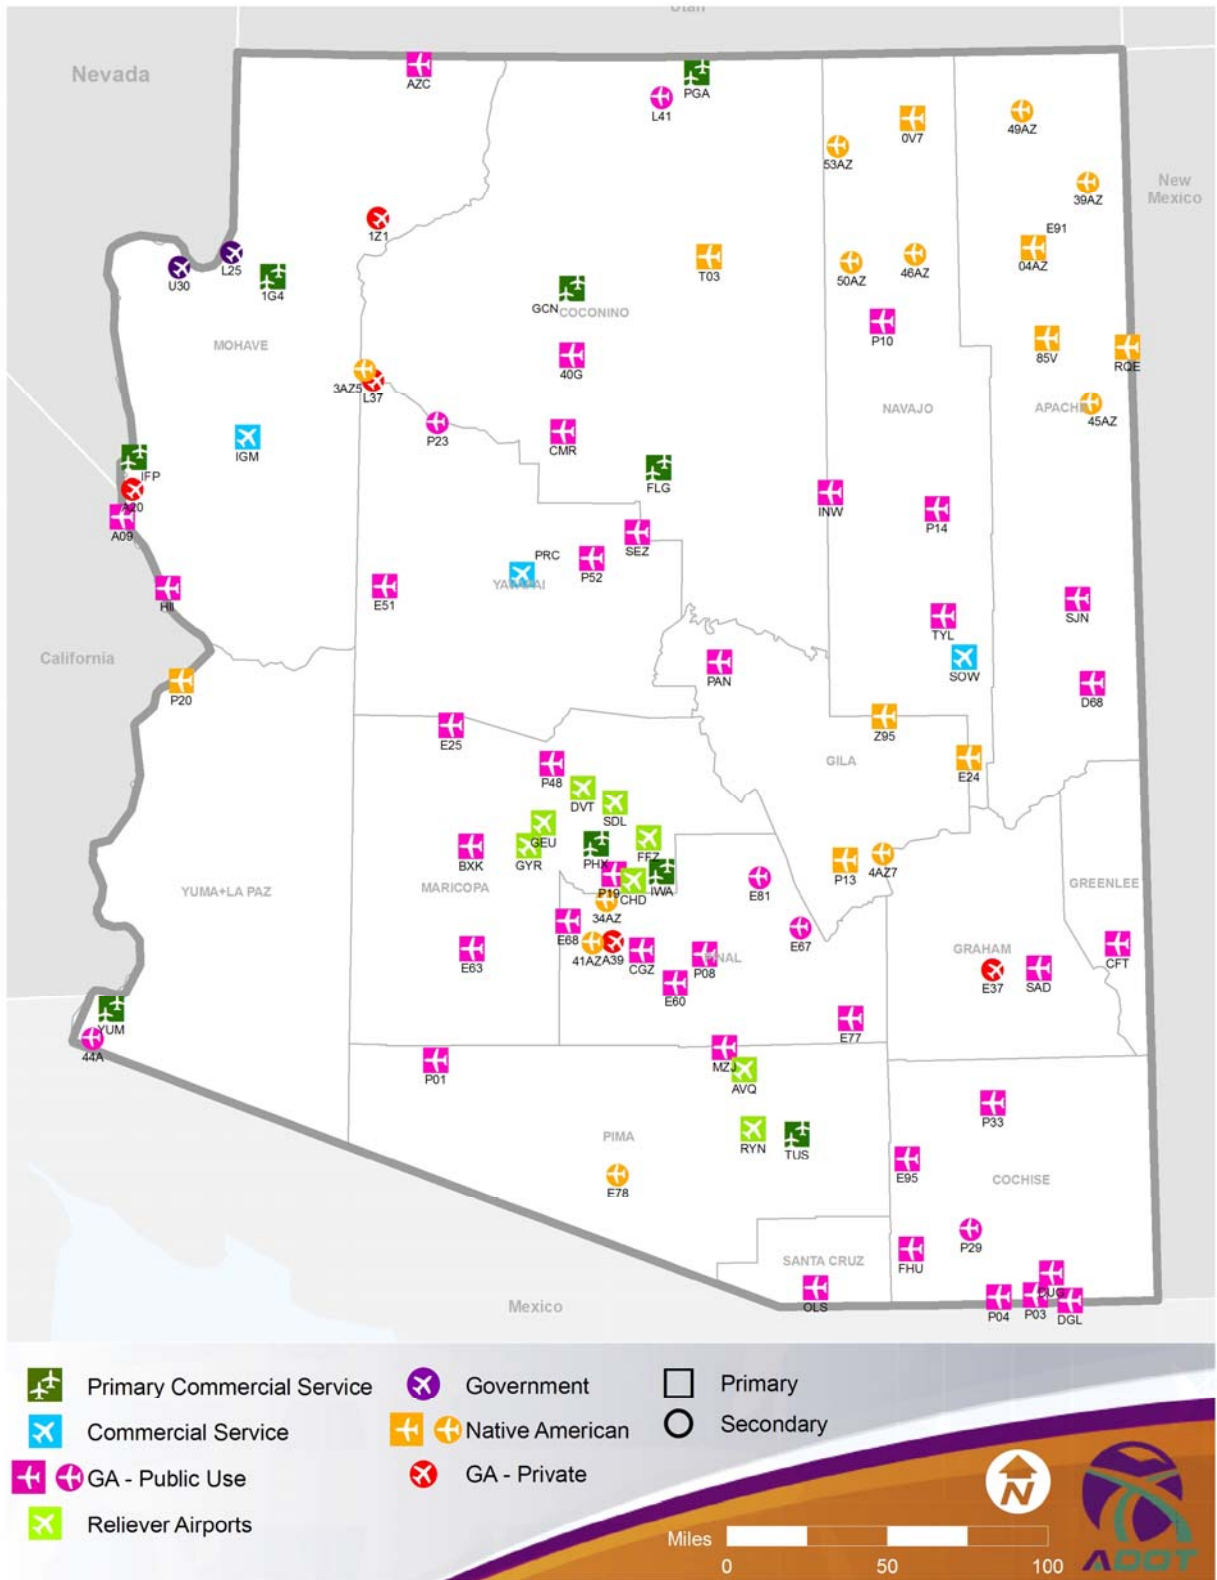 Utah
Nevada
AZC
PGA
L41
0V7
49AZ
53AZ
New
Mexico
39AZ
1Z1
E91
L25
U30
1G4
T03
50AZ
46AZ
04AZ
GCN
COCONINO
P10
MOHAVE
40G
85V
RQE
3AZ5
L37
P23
CMR
NAVAJO
APACHE
45AZ
IGM
IFP
FLG
A20
A09
INW
P14
SEZ
PRC
P52
YAVAPAI
E51
HII
SJN
TYL
California
PAN
SOW
P20
D68
E25
Z95
P48
GILA
E24
DVT
SDL
GEU
FFZ
BXK
GYR
PHX
P13
4AZ7
YUMA+LA PAZ
MARICOPA
P19
CHD
IWA
E81
GREENLEE
34AZ
E68
E67
E63
41AZ
A39
CGZ
P08
PINAL
GRAHAM
CFT
E60
E37
SAD
YUM
E77
44A
P01
MZJ
AVQ
P33
PIMA
RYN
TUS
E95
COCHISE
E78
P29
SANTA CRUZ
FHU
OLS
DUG
P04
P03
DGL
Mexico
Primary Commercial Service
Government
Primary
Commercial Service
Native American
Secondary
GA - Public Use
GA - Private
Reliever Airports
N
Miles
0
50
100
ADOT